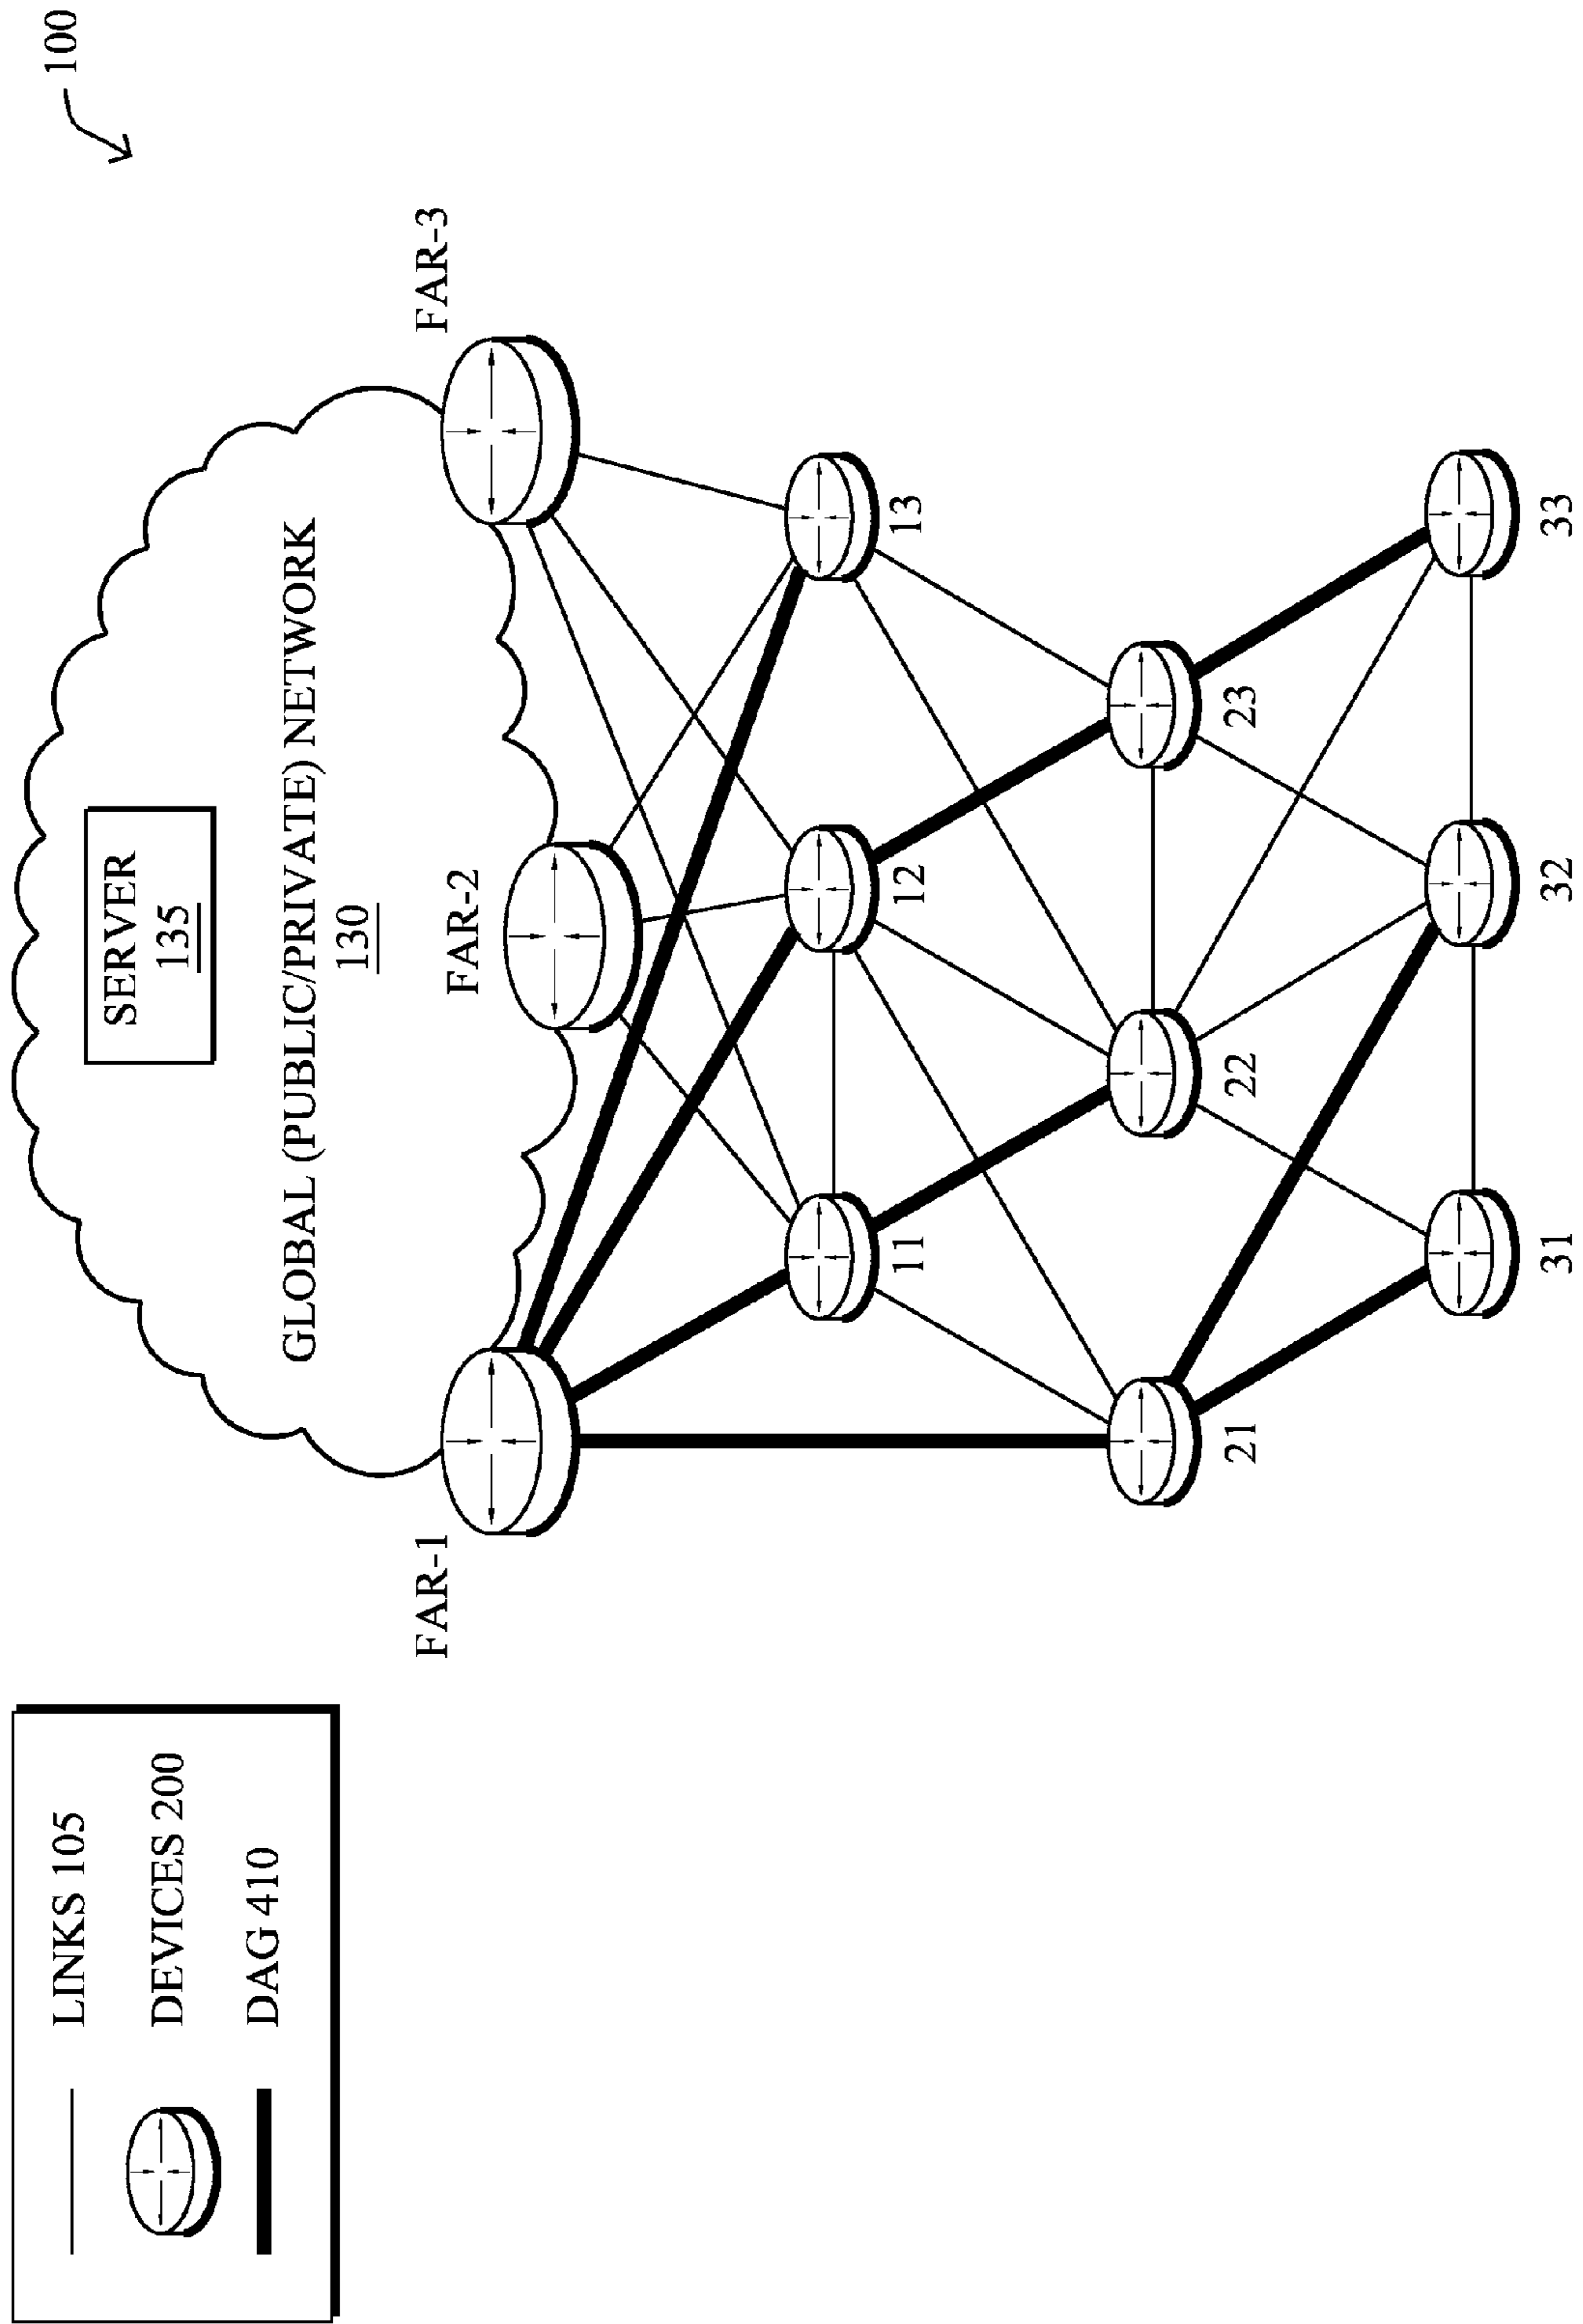 100
LINKS 105
DEVICES 200
DAG 410
SERVER
135
GLOBAL (PUBLIC/PRIVATE) NETWORK
130
FAR-1
FAR-2
FAR-3
11
12
13
21
22
23
31
32
33